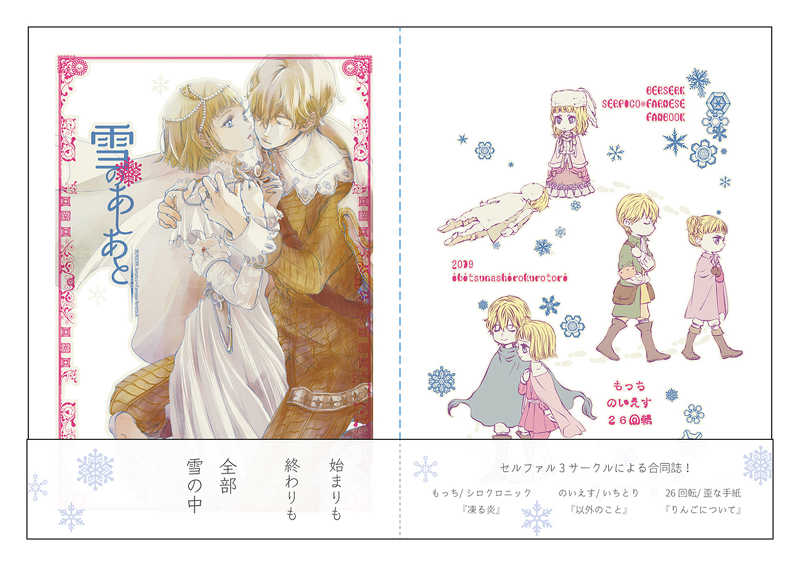 雪のあしあと
BERSERK
SERPICO*FARNESE
FANBOOK
2019
もっち
のいえす
26回転
始まりも
終わりも
全部
雪の中
セルファル3サークルによる合同誌！
もっち/シロクロニック
『凍る炎』
のいえす/いちとり
『以外のこと』
26回転/歪な手紙
『りんごについて』